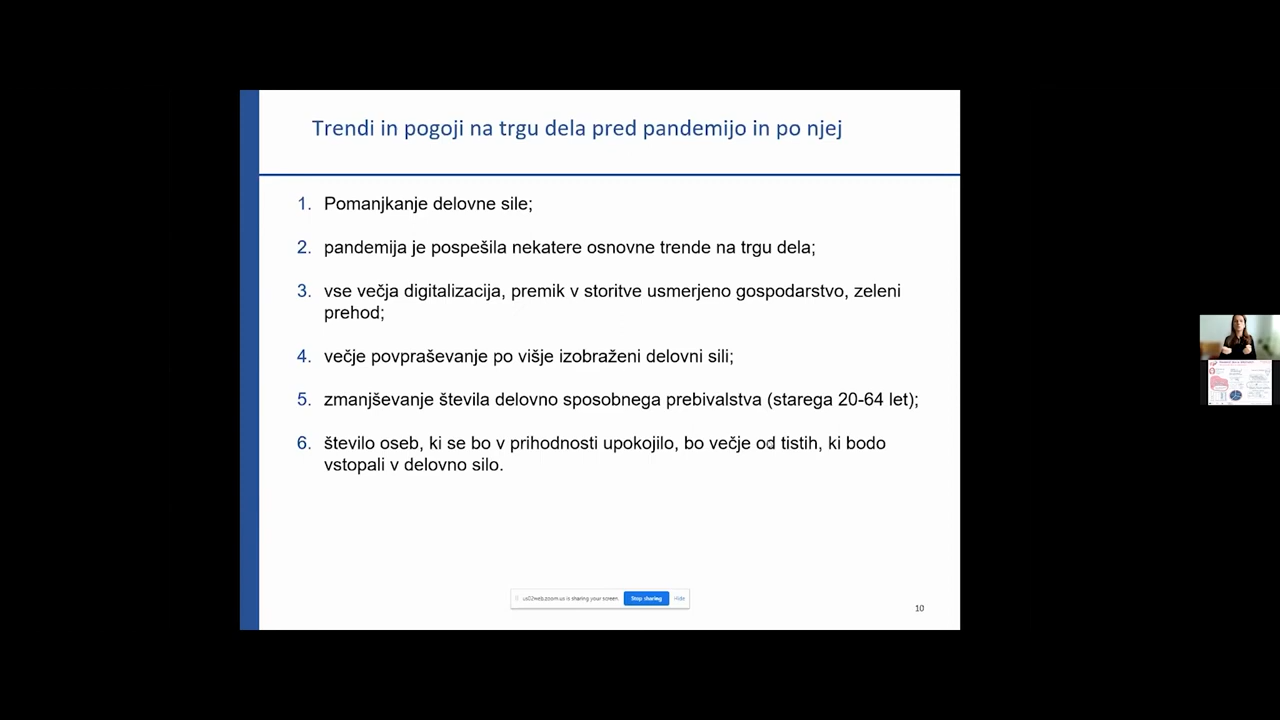 Trendi in pogoji na trgu dela pred pandemijo in po njej
1. Pomanjkanje delovne sile;
2. pandemija je pospešila nekatere osnovne trende na trgu dela;
3. vse večja digitalizacija, premik v storitve usmerjeno gospodarstvo, zeleni
prehod;
4. večje povpraševanje po višje izobraženi delovni sili;
5. zmanjševanje števila delovno sposobnega prebivalstva (starega 20-64 let);
6. število oseb, ki se bo v prihodnosti upokojilo, bo večje od tistih, ki bodo
vstopali v delovno silo.
us02web.zoom.us is sharing your screen. Stop sharing Hide
10